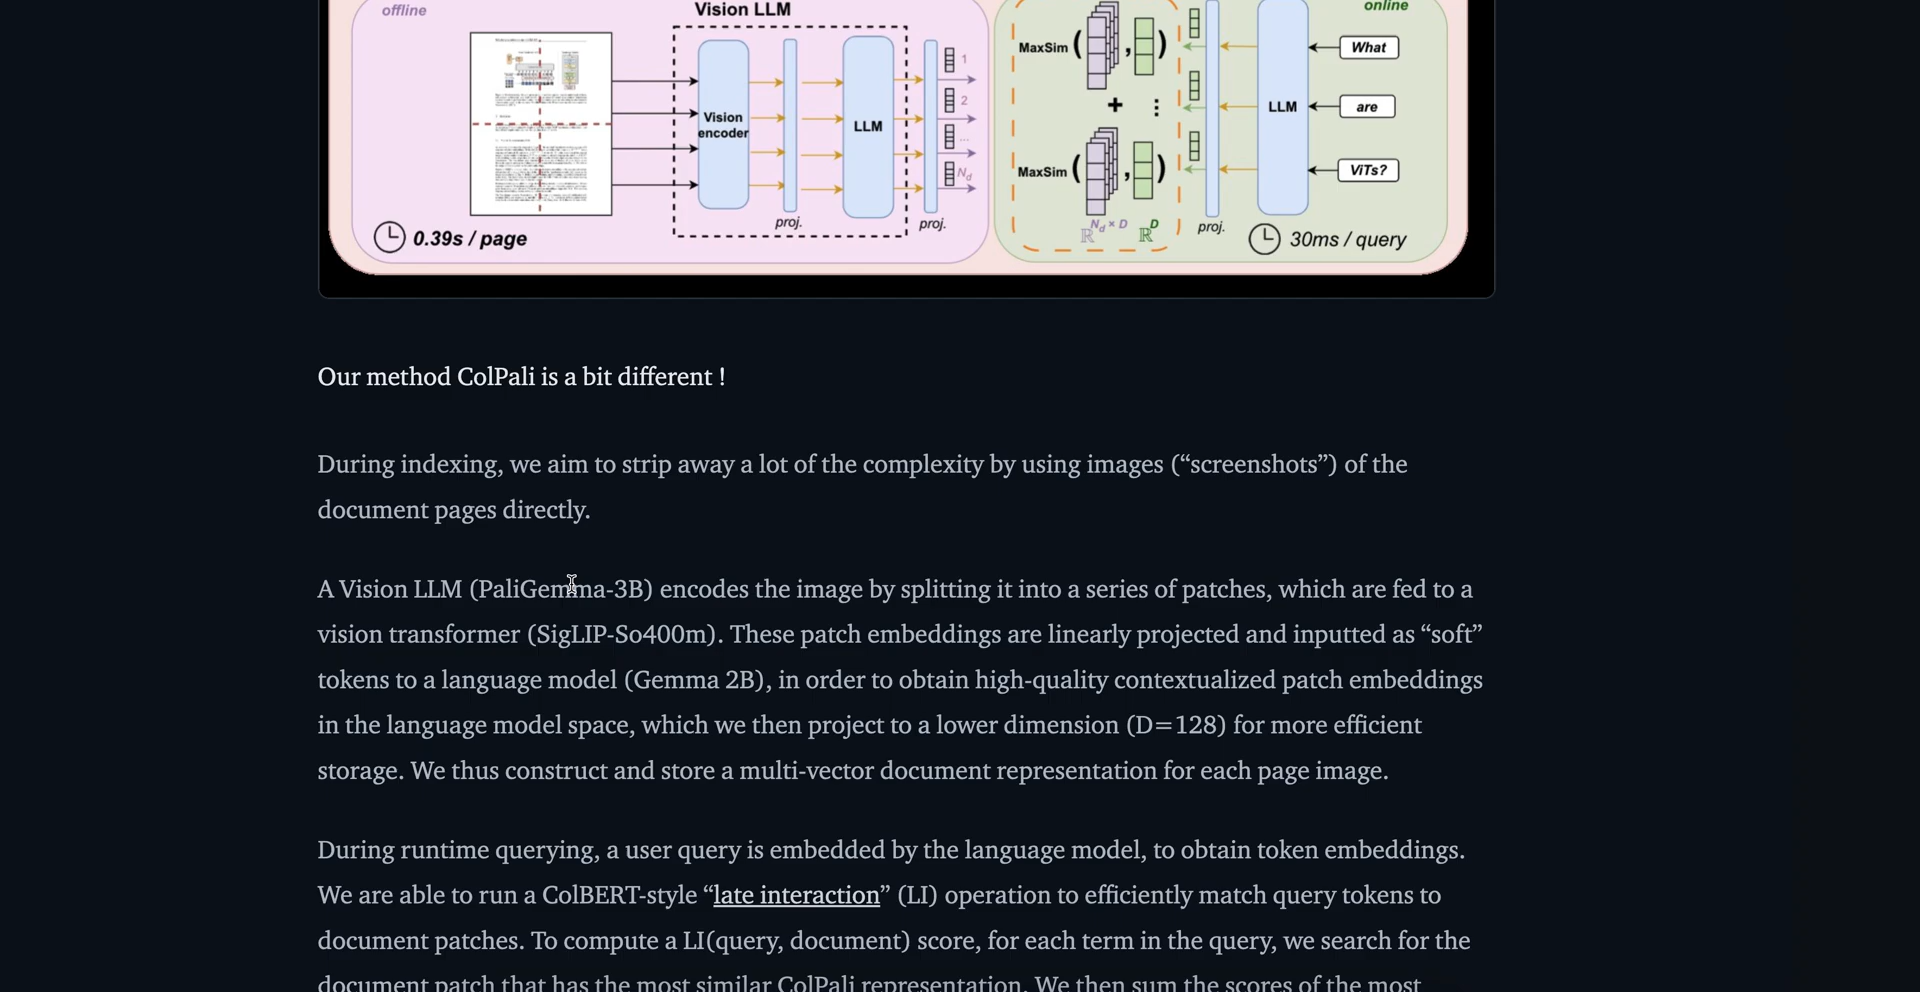 offline
Vision LLM
online
Vision
encoder
LLM
proj.
proj.
1
2
...
Nd
0.39s / page
MaxSim ( , )
+
⋮
MaxSim ( , )
ℝ Nd × D
ℝ D
proj.
LLM
What
are
ViTs?
30ms / query
Our method ColPali is a bit different !
During indexing, we aim to strip away a lot of the complexity by using images (“screenshots”) of the
document pages directly.
A Vision LLM (PaliGemma-3B) encodes the image by splitting it into a series of patches, which are fed to a
vision transformer (SigLIP-So400m). These patch embeddings are linearly projected and inputted as “soft”
tokens to a language model (Gemma 2B), in order to obtain high-quality contextualized patch embeddings
in the language model space, which we then project to a lower dimension (D=128) for more efficient
storage. We thus construct and store a multi-vector document representation for each page image.
During runtime querying, a user query is embedded by the language model, to obtain token embeddings.
We are able to run a ColBERT-style “late interaction” (LI) operation to efficiently match query tokens to
document patches. To compute a LI(query, document) score, for each term in the query, we search for the
document patch that has the most similar ColPali representation. We then sum the scores of the most